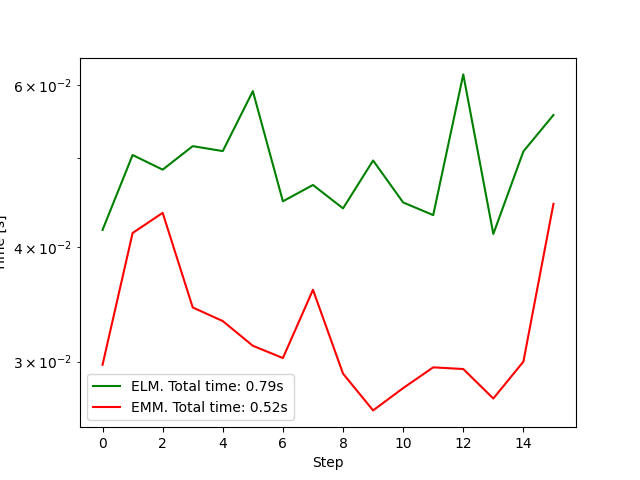 6 × 10⁻²
4 × 10⁻²
3 × 10⁻²
Time [s]
ELM. Total time: 0.79s
EMM. Total time: 0.52s
0 2 4 6 8 10 12 14
Step